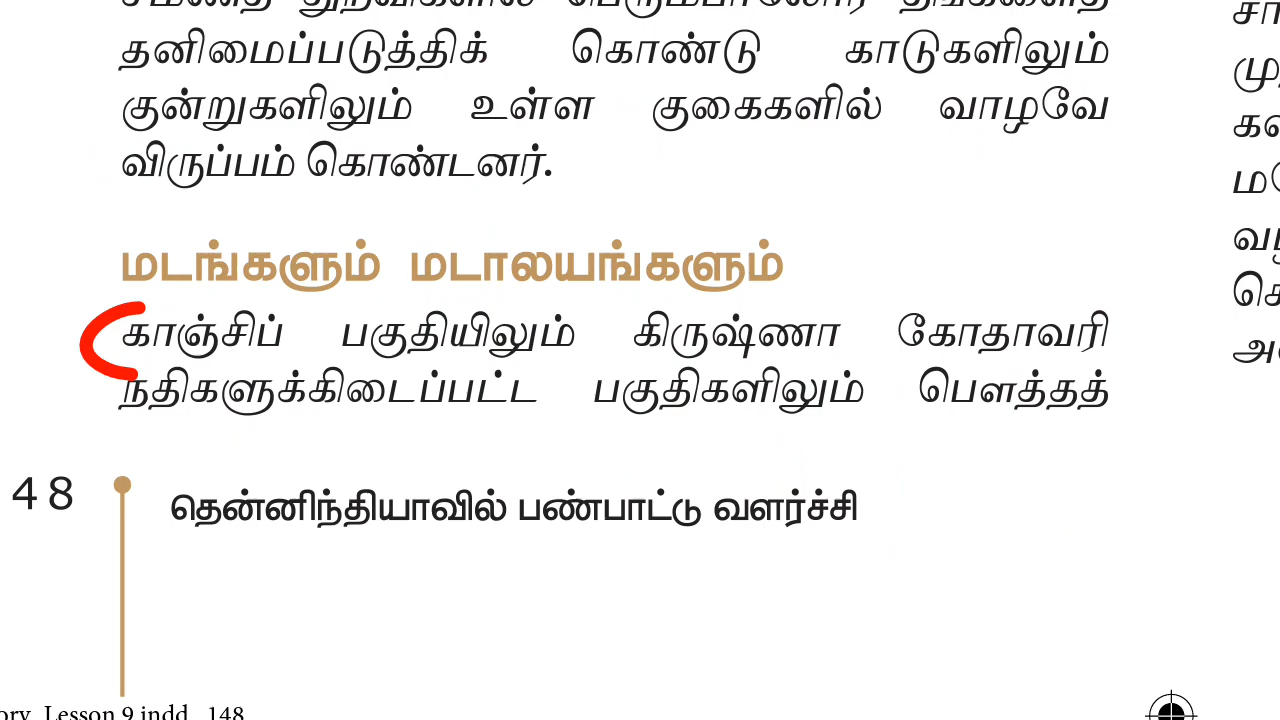 தனிமைப்படுத்திக் கொண்டு காடுகளிலும்
குன்றுகளிலும் உள்ள குகைகளில் வாழவே
விருப்பம் கொண்டனர்.
மடங்களும் மடாலயங்களும்
காஞ்சிப் பகுதியிலும் கிருஷ்ணா கோதாவரி
நதிகளுக்கிடைப்பட்ட பகுதிகளிலும் பௌத்தத்
48 தென்னிந்தியாவில் பண்பாட்டு வளர்ச்சி
Lesson 9.indd 148